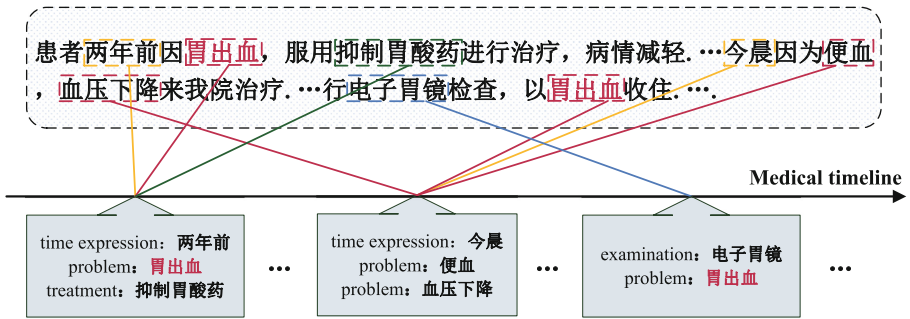 患者两年前因胃出血，服用抑制胃酸药进行治疗，病情减轻. …今晨因为便血
，血压下降来我院治疗. …行电子胃镜检查，以胃出血收住. ….
Medical timeline
time expression：两年前
problem：胃出血
treatment：抑制胃酸药
...
time expression：今晨
problem：便血
problem：血压下降
...
examination：电子胃镜
problem：胃出血
...